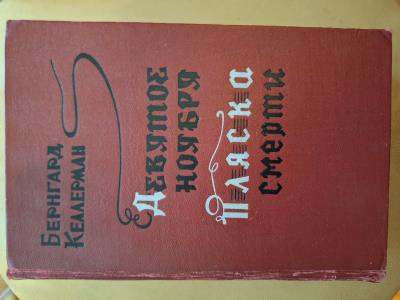 БЕРНГАРД
КЕЛЛЕРМАН
ДЕВЯТОЕ
НОЯБРЯ
ПЛЯСКА
СМЕРТИ